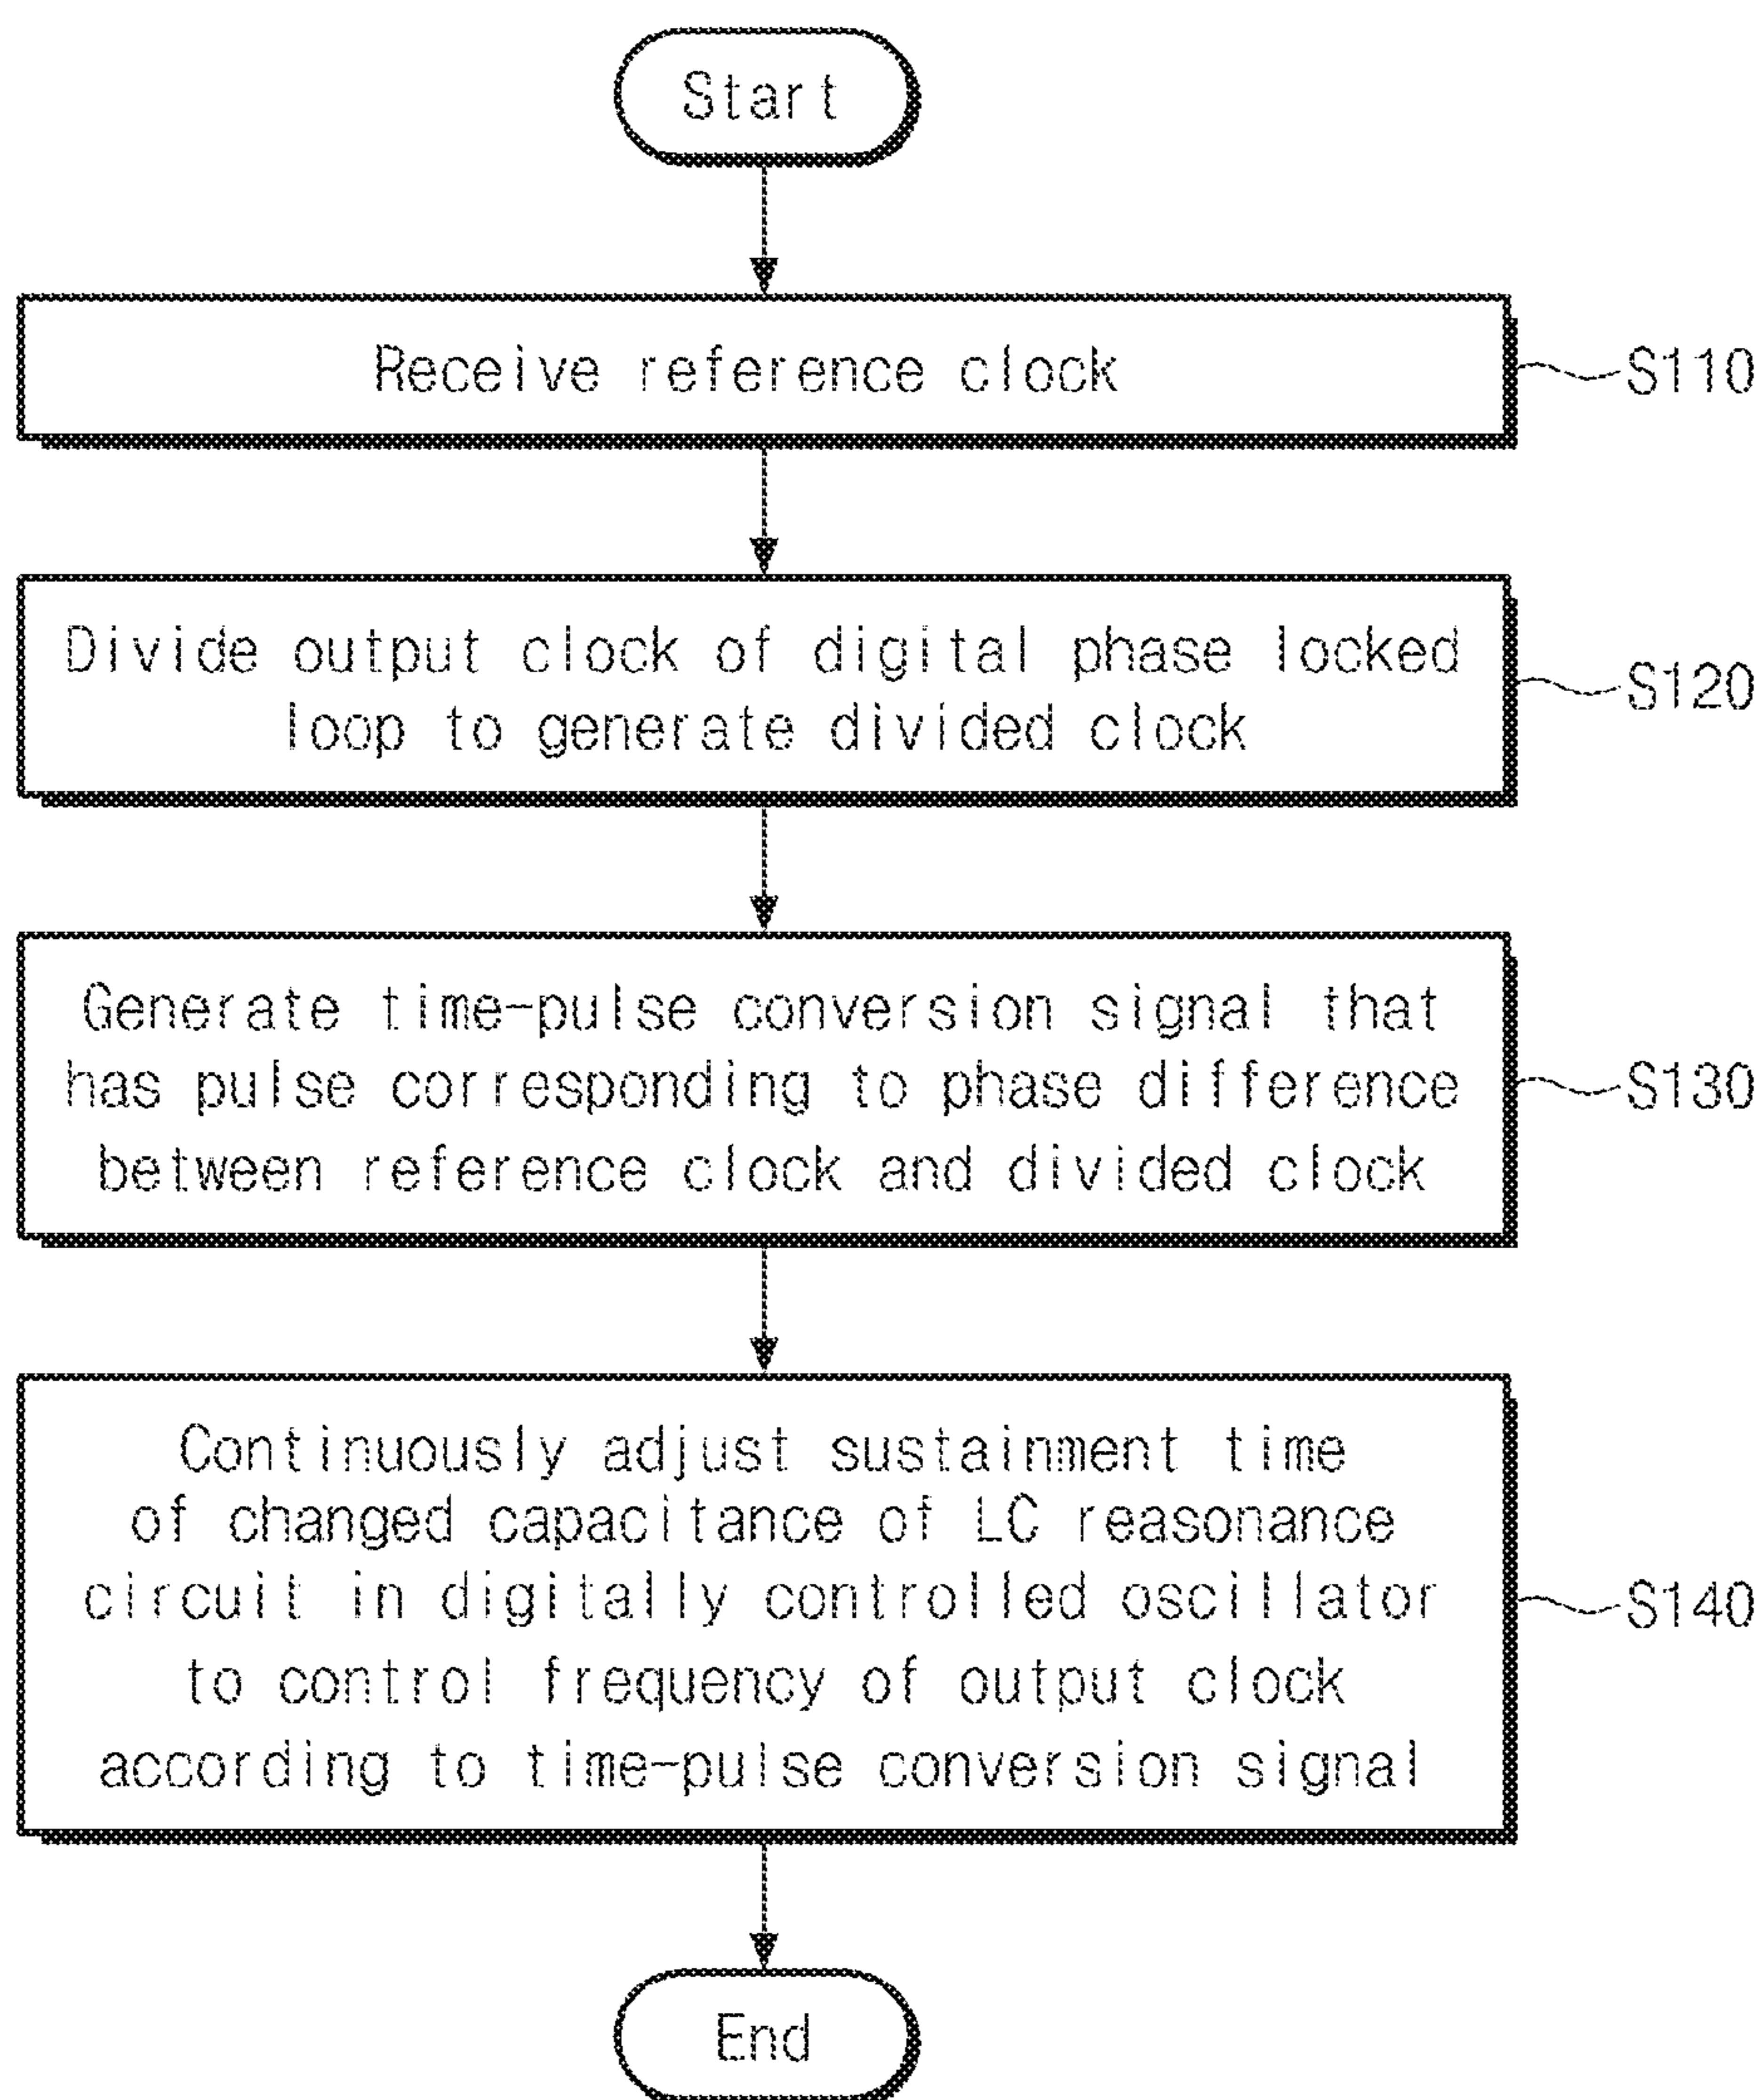 Start
Receive reference clock
S110
Divide output clock of digital phase locked
loop to generate divided clock
S120
Generate time-pulse conversion signal that
has pulse corresponding to phase difference
between reference clock and divided clock
S130
Continuously adjust sustainment time
of changed capacitance of LC reasonance
circuit in digitally controlled oscillator
to control frequency of output clock
according to time-pulse conversion signal
S140
End